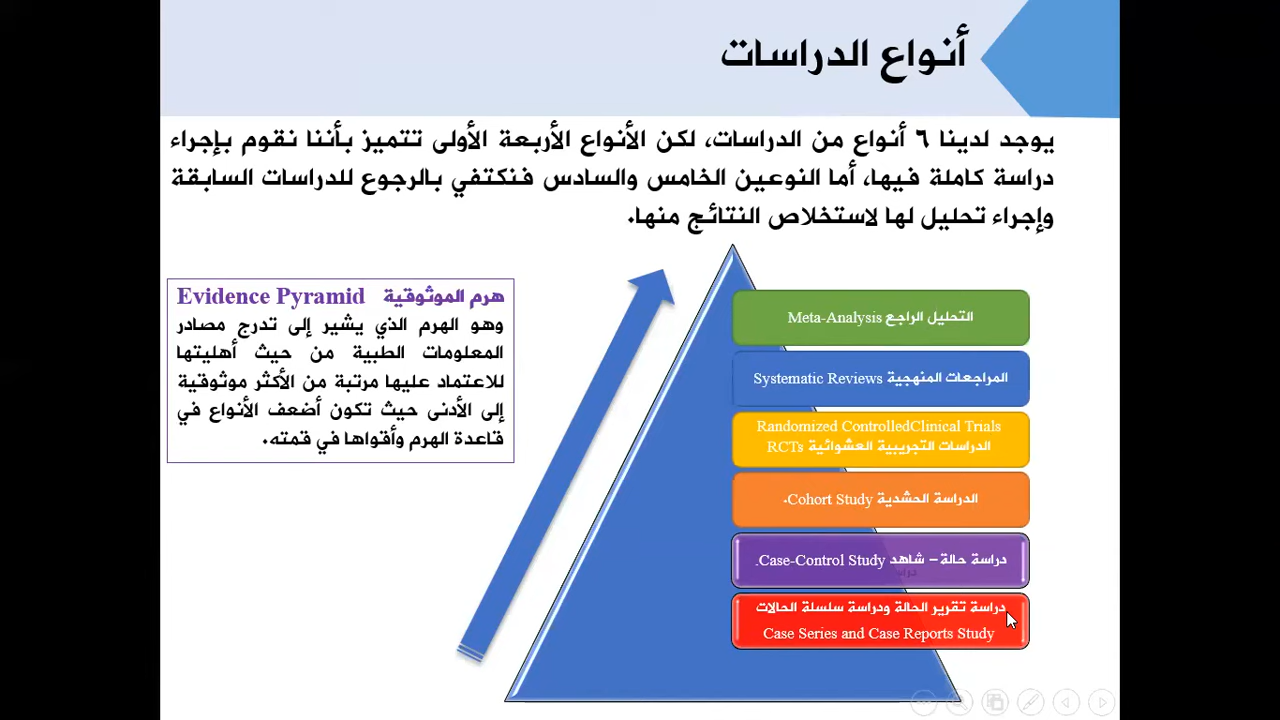 أنواع الدراسات
يوجد لدينا ٦ أنواع من الدراسات، لكن الأنواع الأربعة الأولى تتميز بأننا نقوم بإجراء
دراسة كاملة فيها، أما النوعين الخامس والسادس فنكتفي بالرجوع للدراسات السابقة
وإجراء تحليل لها لاستخلاص النتائج منها.
هرم الموثوقية Evidence Pyramid
وهو الهرم الذي يشير إلى تدرج مصادر
المعلومات الطبية من حيث أهليتها
للاعتماد عليها مرتبة من الأكثر موثوقية
إلى الأدنى حيث تكون أضعف الأنواع في
قاعدة الهرم وأقواها في قمته.
التحليل الراجع Meta-Analysis
المراجعات المنهجية Systematic Reviews
Randomized ControlledClinical Trials
الدراسات التجريبية العشوائية RCTs
الدراسة الحشدية Cohort Study.
دراسة حالة – شاهد Case-Control Study.
دراسة تقرير الحالة ودراسة سلسلة الحالات
Case Series and Case Reports Study